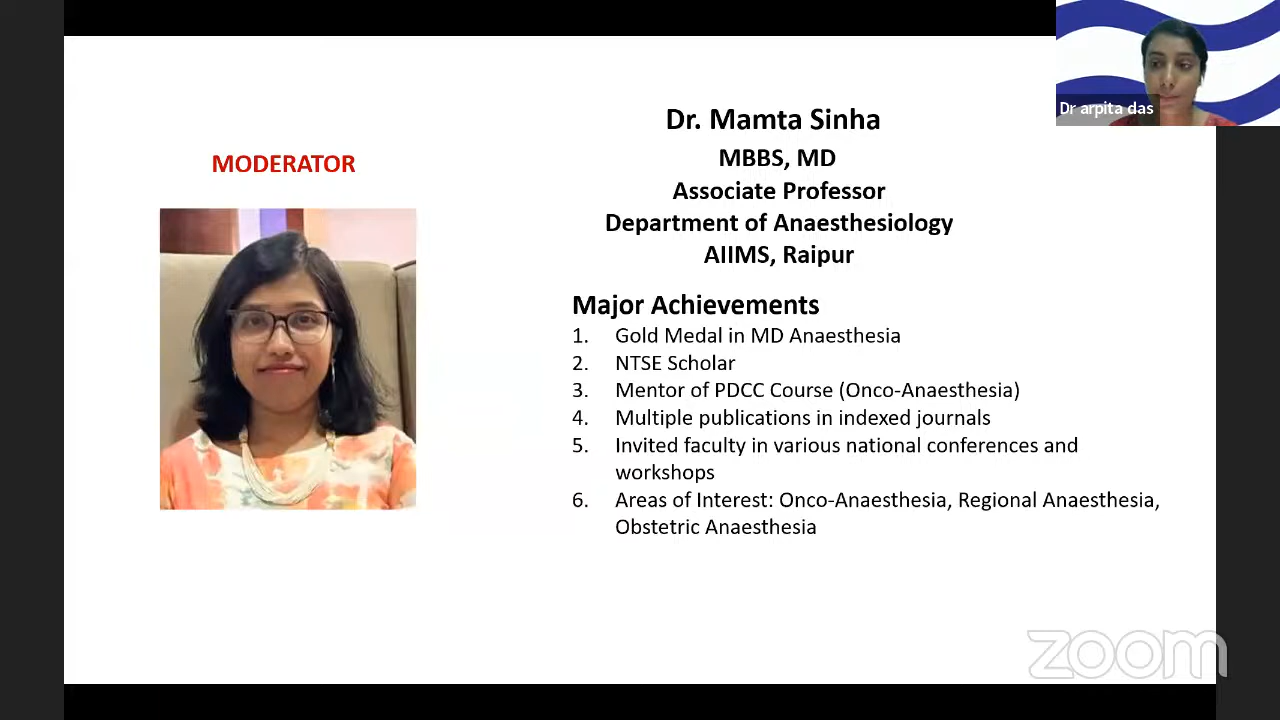 Dr arpita das
MODERATOR
Dr. Mamta Sinha
MBBS, MD
Associate Professor
Department of Anaesthesiology
AIIMS, Raipur
Major Achievements
1. Gold Medal in MD Anaesthesia
2. NTSE Scholar
3. Mentor of PDCC Course (Onco-Anaesthesia)
4. Multiple publications in indexed journals
5. Invited faculty in various national conferences and
workshops
6. Areas of Interest: Onco-Anaesthesia, Regional Anaesthesia,
Obstetric Anaesthesia
zoom